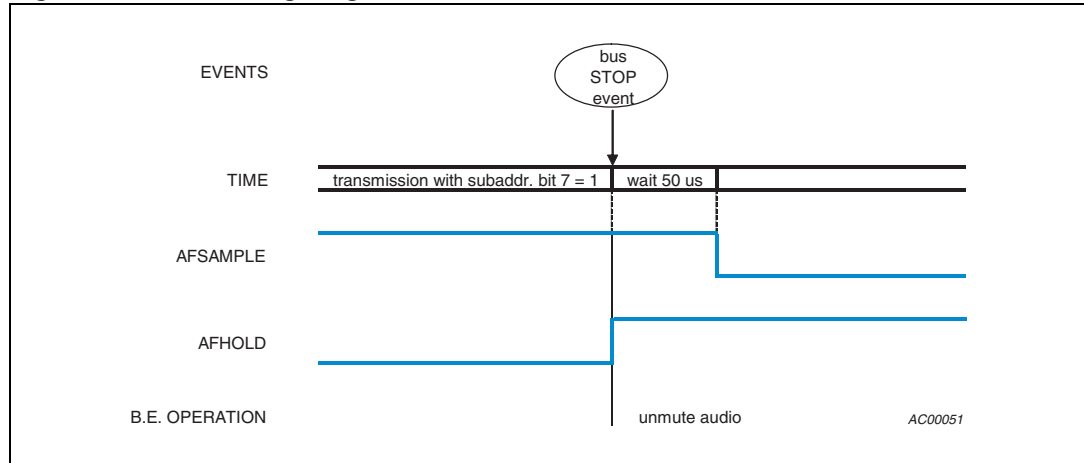 EVENTS
bus
STOP
event
TIME
transmission with subaddr. bit 7 = 1
wait 50 us
AFSAMPLE
AFHOLD
B.E. OPERATION
unmute audio
AC00051